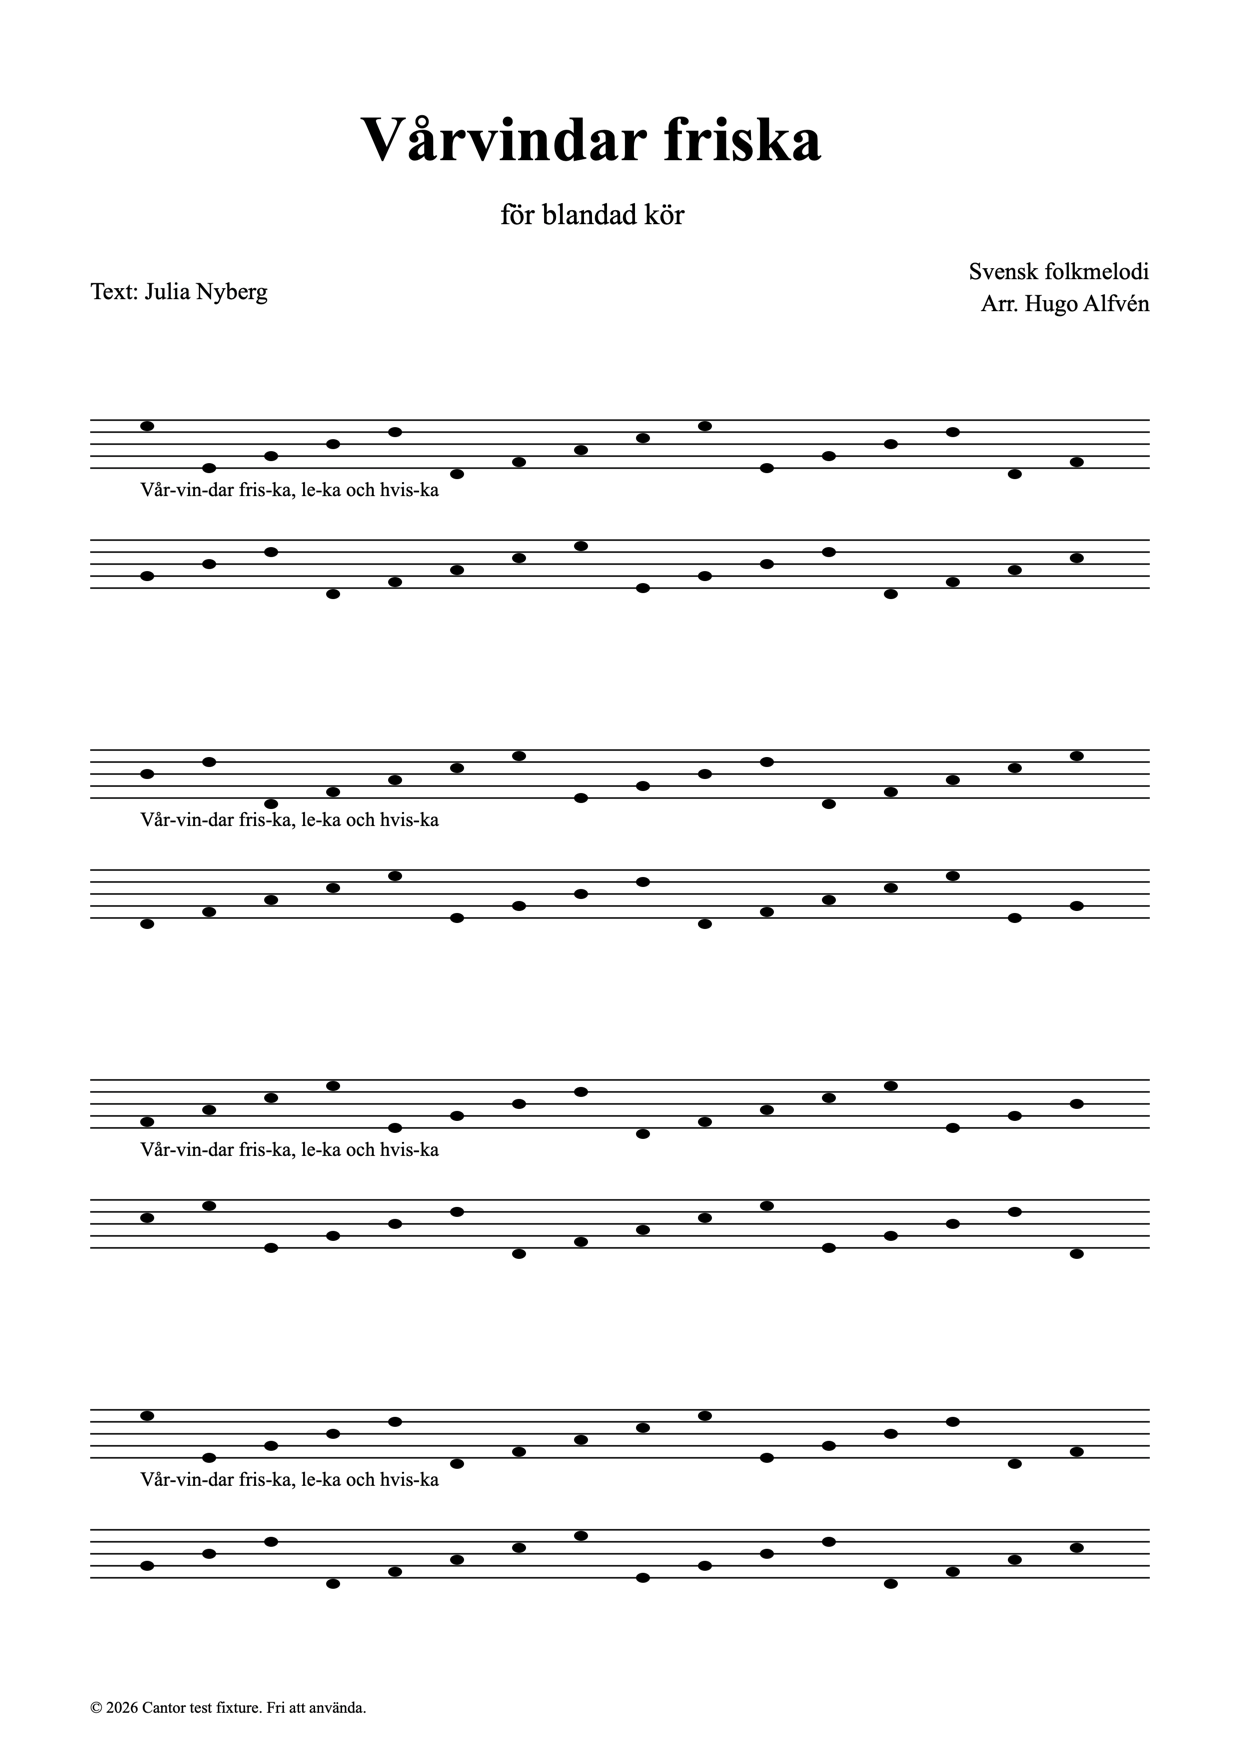 Vårvindar friska
för blandad kör
Text: Julia Nyberg
Svensk folkmelodi
Arr. Hugo Alfvén
Vår-vin-dar fris-ka, le-ka och hvis-ka
Vår-vin-dar fris-ka, le-ka och hvis-ka
Vår-vin-dar fris-ka, le-ka och hvis-ka
Vår-vin-dar fris-ka, le-ka och hvis-ka
© 2026 Cantor test fixture. Fri att använda.